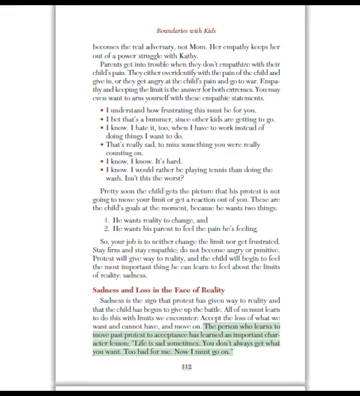 Boundaries with Kids
becomes the real adversary, not Mom. Her empathy keeps her
out of a power struggle with Kathy.
Parents get into trouble when they don't empathize with their
child's pain. They either overidentify with the pain of the child and
give in, or they get angry at the child's pain and go to war. Empa-
thy and keeping the limit is the answer for both extremes. You may
even want to arm yourself with these empathic statements.
• I understand how frustrating this must be for you.
• I bet that's a bummer, since other kids are getting to go.
• I know. I hate it, too, when I have to work instead of
doing things I want to do.
• That's really sad, to miss something you were really
counting on.
• I know, I know. It's hard.
• I know. I would rather be playing tennis than doing the
wash. Isn't this the worst?
Pretty soon the child gets the picture that his protest is not
going to move your limit or get a reaction out of you. These are
the child's goals at the moment, because he wants two things:
1. He wants reality to change, and
2. He wants his parent to feel the pain he's feeling.
So, your job is to neither change the limit nor get frustrated.
Stay firm and stay empathic; do not become angry or punitive.
Protest will give way to reality, and the child will begin to feel
the most important thing he can learn to feel about the limits
of reality: sadness.
Sadness and Loss in the Face of Reality
Sadness is the sign that protest has given way to reality and
that the child has begun to give up the battle. All of us must learn
to do this with limits we encounter: Accept the loss of what we
want and cannot have, and move on. The person who learns to
move past protest to acceptance has learned an important char-
acter lesson: "Life is sad sometimes. You don't always get what
you want. Too bad for me. Now I must go on."
112